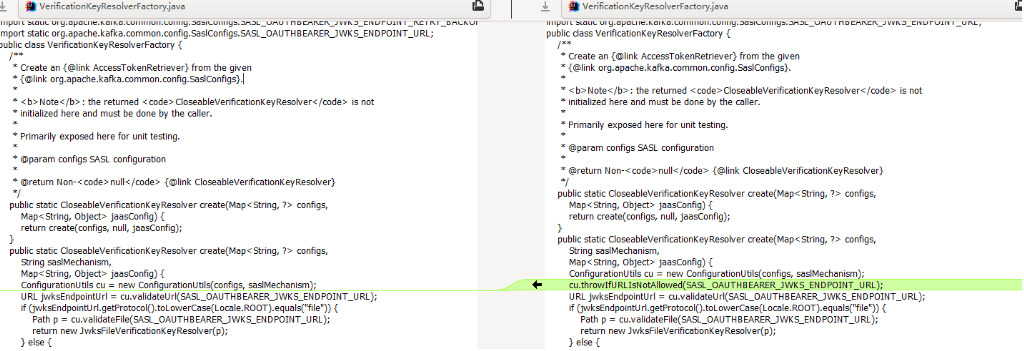 VerificationKeyResolverFactory.java
import static org.apache.kafka.common.config.SaslConfigs.SASL_OAUTHBEARER_JWKS_ENDPOINT_URL;
public class VerificationKeyResolverFactory {
/**
* Create an {@link AccessTokenRetriever} from the given
* {@link org.apache.kafka.common.config.SaslConfigs}.
*
* <b>Note</b>: the returned <code>CloseableVerificationKeyResolver</code> is not
* initialized here and must be done by the caller.
*
* Primarily exposed here for unit testing.
*
* @param configs SASL configuration
*
* @return Non-<code>null</code> {@link CloseableVerificationKeyResolver}
*/
public static CloseableVerificationKeyResolver create(Map<String, ?> configs,
Map<String, Object> jaasConfig) {
return create(configs, null, jaasConfig);
}
public static CloseableVerificationKeyResolver create(Map<String, ?> configs,
String saslMechanism,
Map<String, Object> jaasConfig) {
ConfigurationUtils cu = new ConfigurationUtils(configs, saslMechanism);
URL jwksEndpointUrl = cu.validateUrl(SASL_OAUTHBEARER_JWKS_ENDPOINT_URL);
if (jwksEndpointUrl.getProtocol().toLowerCase(Locale.ROOT).equals("file")) {
Path p = cu.validateFile(SASL_OAUTHBEARER_JWKS_ENDPOINT_URL);
return new JwksFileVerificationKeyResolver(p);
} else {
VerificationKeyResolverFactory.java
import static org.apache.kafka.common.config.SaslConfigs.SASL_OAUTHBEARER_JWKS_ENDPOINT_URL;
public class VerificationKeyResolverFactory {
/**
* Create an {@link AccessTokenRetriever} from the given
* {@link org.apache.kafka.common.config.SaslConfigs}.
*
* <b>Note</b>: the returned <code>CloseableVerificationKeyResolver</code> is not
* initialized here and must be done by the caller.
*
* Primarily exposed here for unit testing.
*
* @param configs SASL configuration
*
* @return Non-<code>null</code> {@link CloseableVerificationKeyResolver}
*/
public static CloseableVerificationKeyResolver create(Map<String, ?> configs,
Map<String, Object> jaasConfig) {
return create(configs, null, jaasConfig);
}
public static CloseableVerificationKeyResolver create(Map<String, ?> configs,
String saslMechanism,
Map<String, Object> jaasConfig) {
ConfigurationUtils cu = new ConfigurationUtils(configs, saslMechanism);
cu.throwIfURLIsNotAllowed(SASL_OAUTHBEARER_JWKS_ENDPOINT_URL);
URL jwksEndpointUrl = cu.validateUrl(SASL_OAUTHBEARER_JWKS_ENDPOINT_URL);
if (jwksEndpointUrl.getProtocol().toLowerCase(Locale.ROOT).equals("file")) {
Path p = cu.validateFile(SASL_OAUTHBEARER_JWKS_ENDPOINT_URL);
return new JwksFileVerificationKeyResolver(p);
} else {